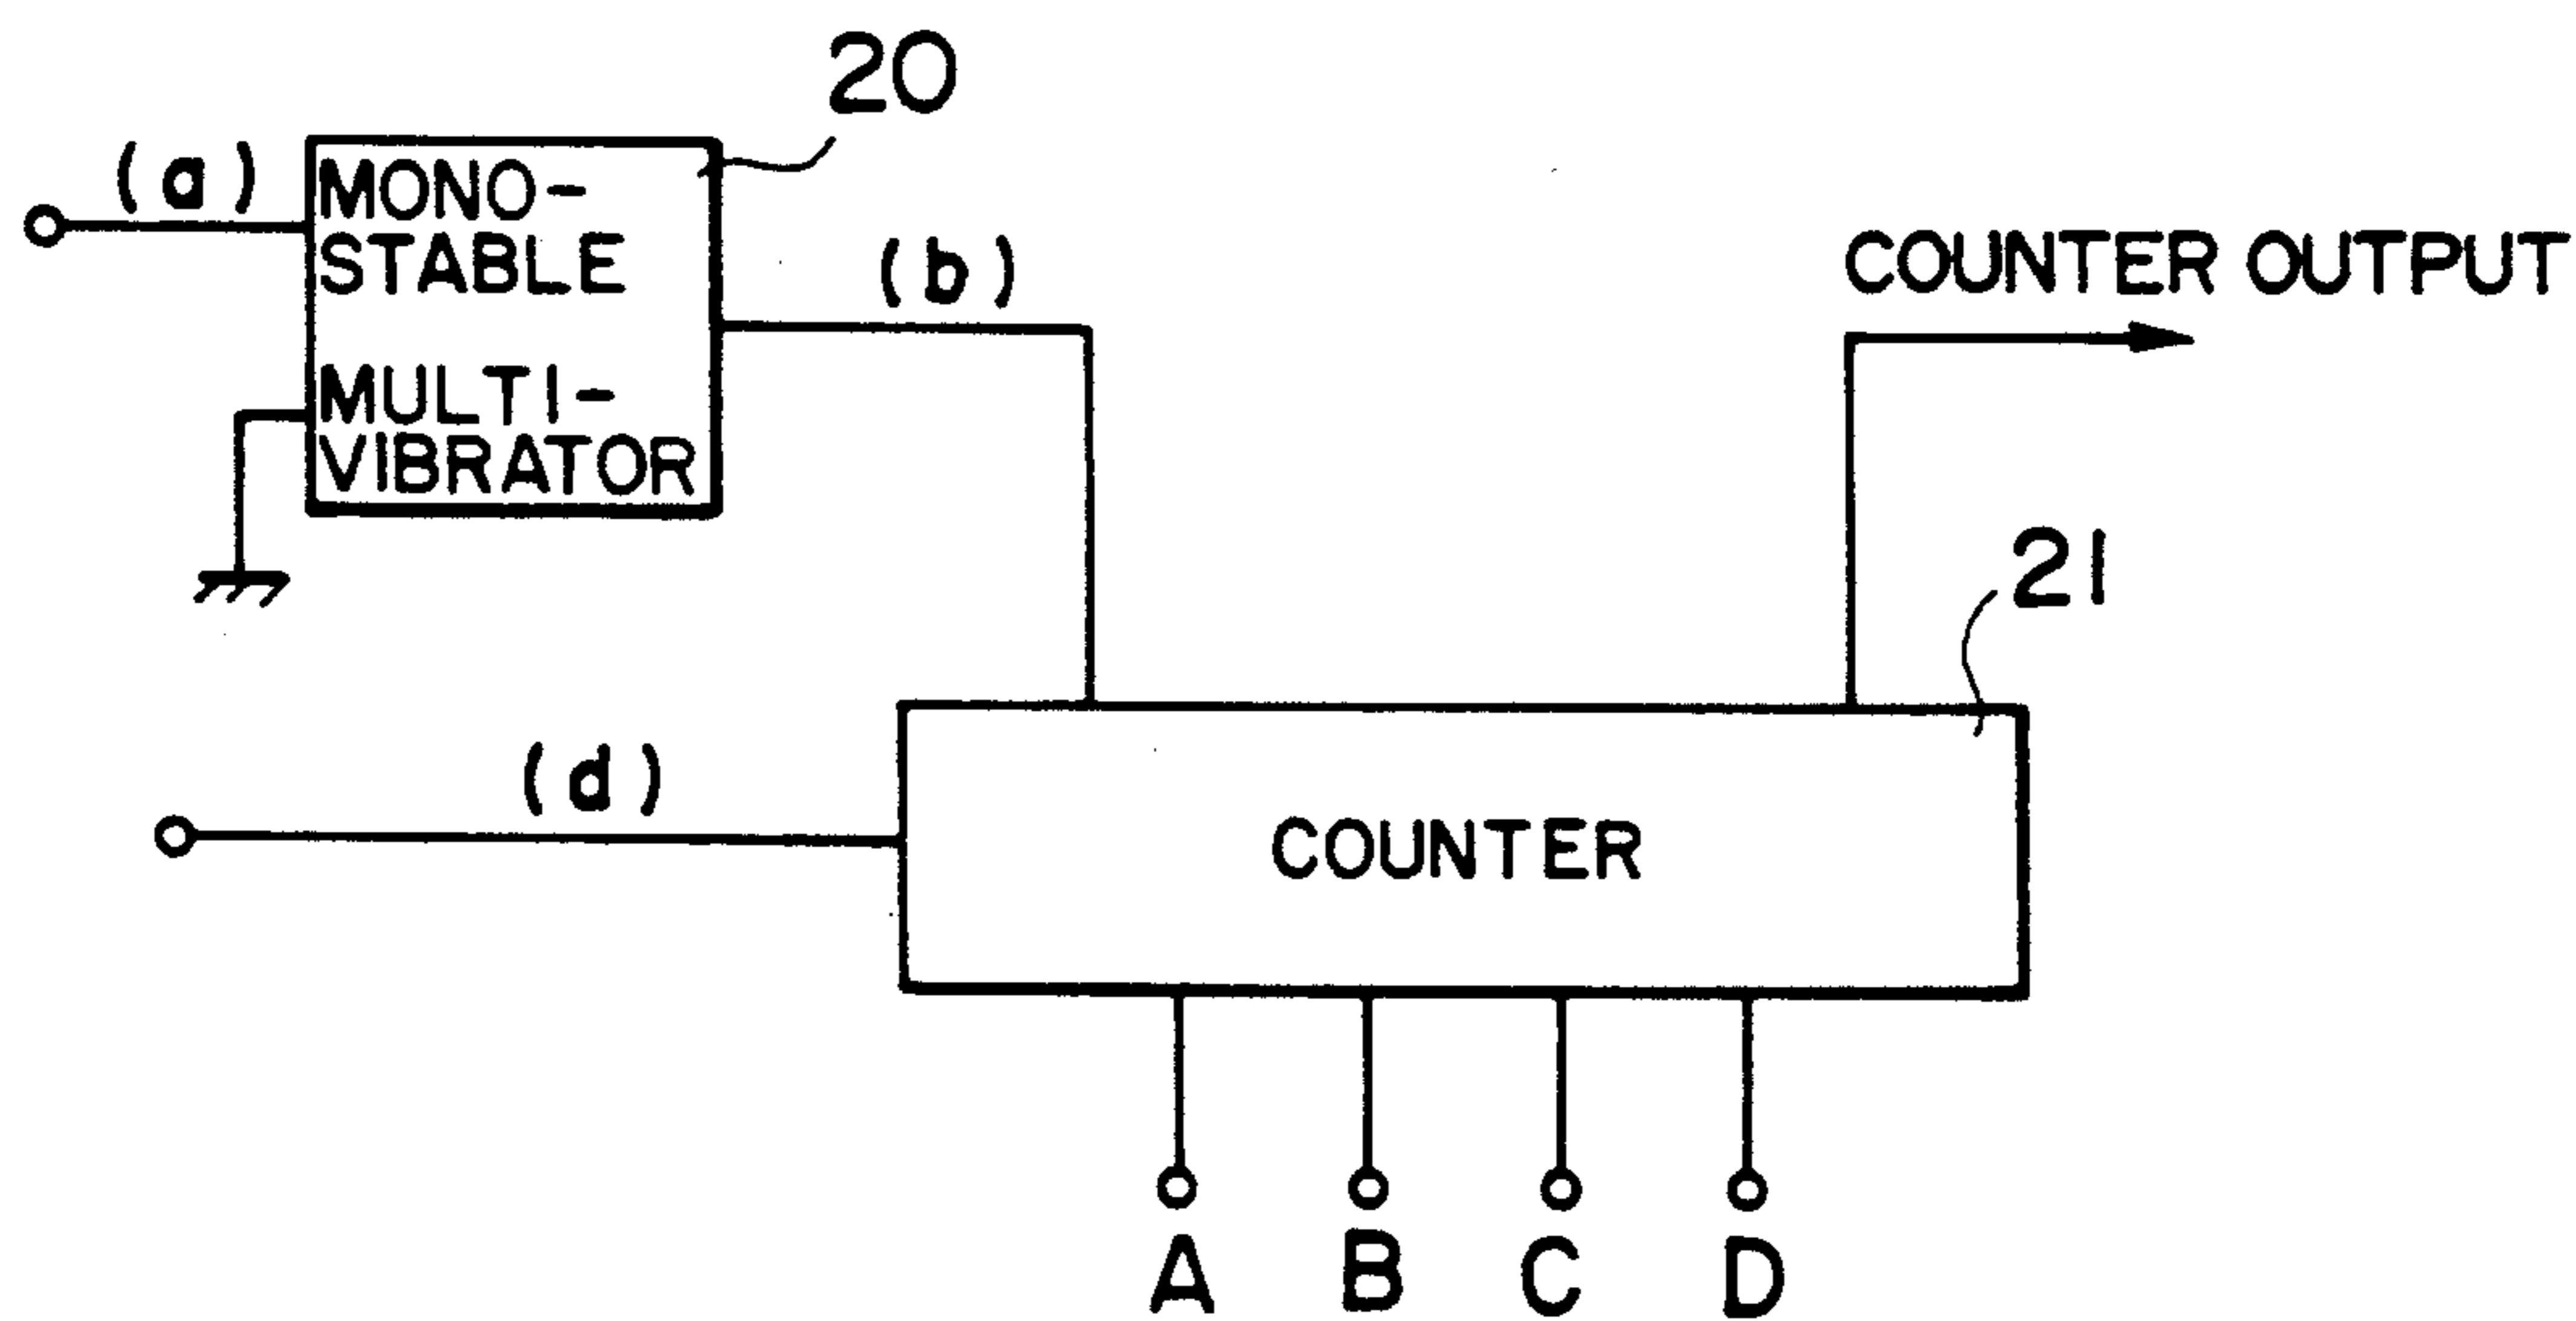 20
(a)
MONO-
STABLE
MULTI-
VIBRATOR
(b)
COUNTER OUTPUT
21
(d)
COUNTER
A B C D